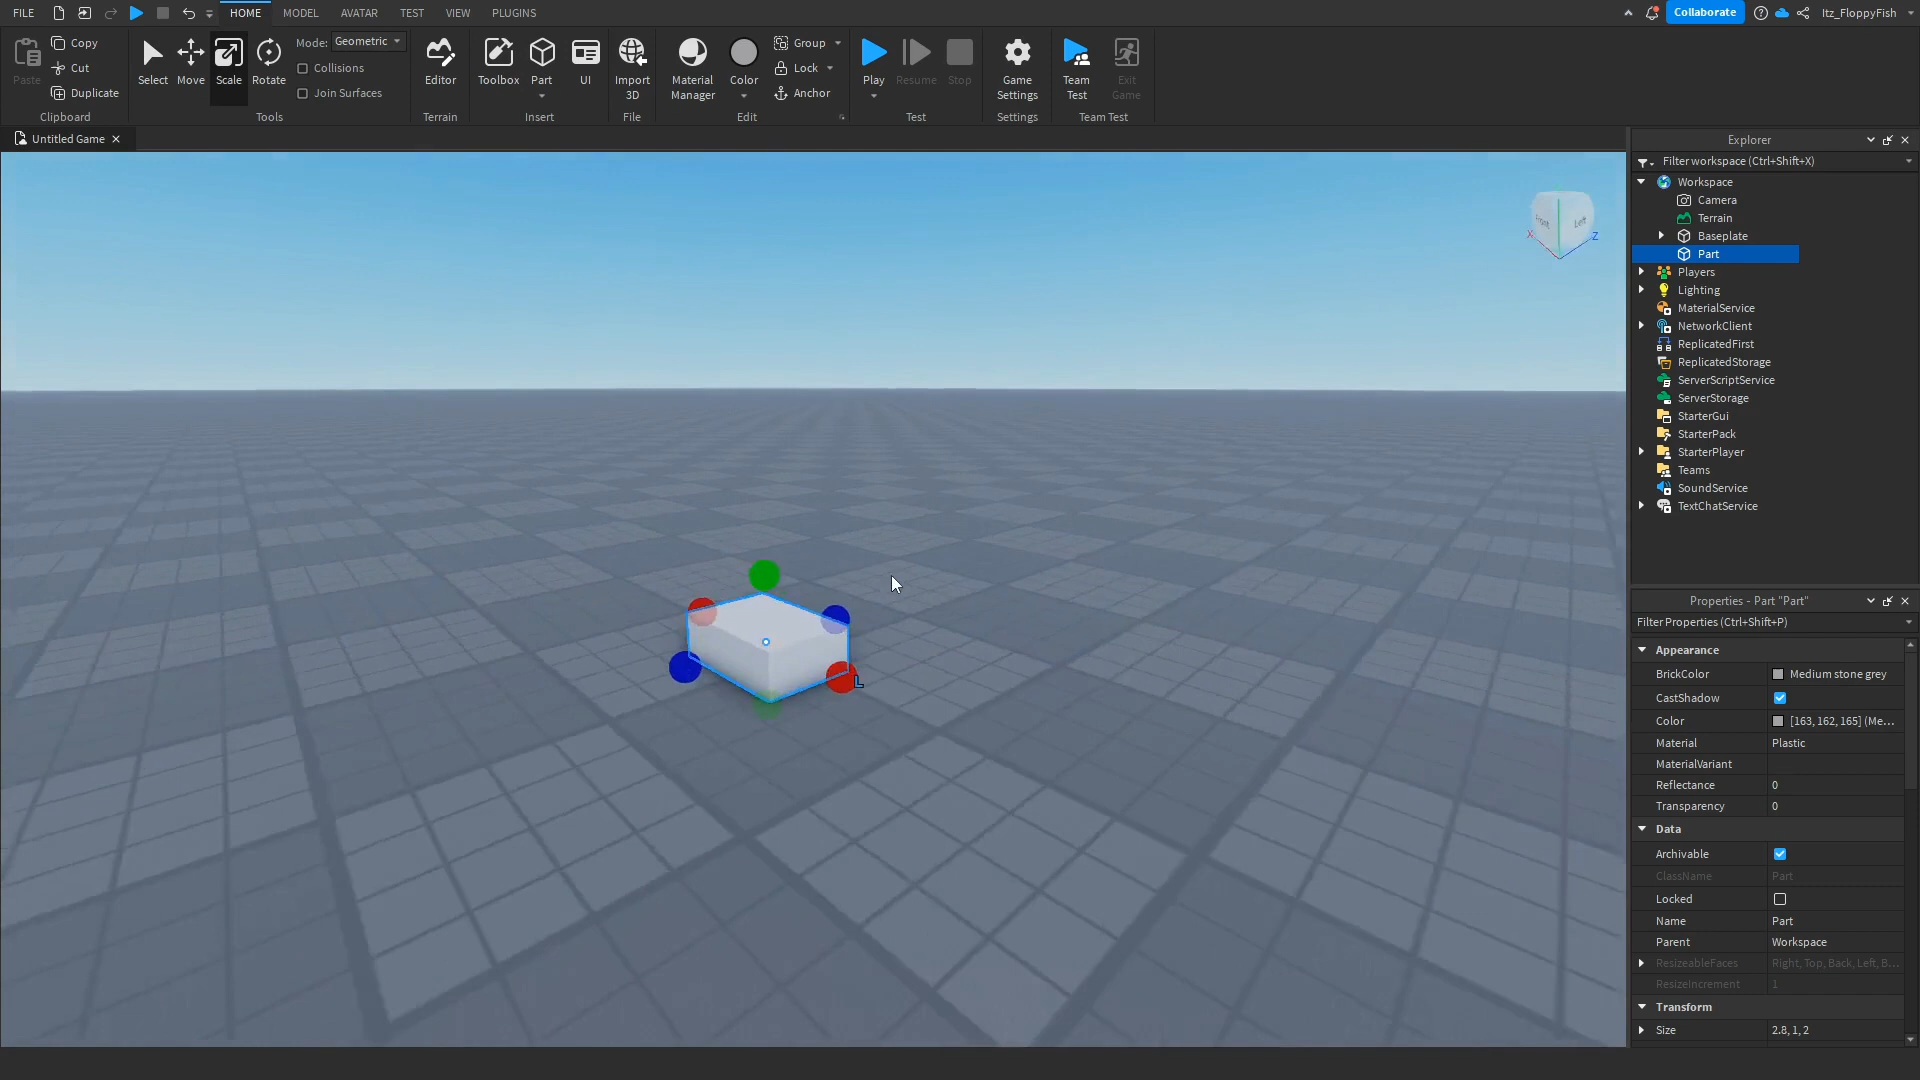 FILE
HOME
MODEL
AVATAR
TEST
VIEW
PLUGINS
Collaborate
Itz_FloppyFish
Paste
Copy
Cut
Duplicate
Clipboard
Select
Move
Scale
Rotate
Mode: Geometric
Collisions
Join Surfaces
Tools
Editor
Terrain
Toolbox
Part
UI
Insert
Import
3D
File
Material
Manager
Color
Group
Lock
Anchor
Edit
Play
Resume
Stop
Test
Game
Settings
Settings
Team
Test
Exit
Game
Team Test
Untitled Game
Front
Left
X
Z
L
Explorer
Filter workspace (Ctrl+Shift+X)
Workspace
Camera
Terrain
Baseplate
Part
Players
Lighting
MaterialService
NetworkClient
ReplicatedFirst
ReplicatedStorage
ServerScriptService
ServerStorage
StarterGui
StarterPack
StarterPlayer
Teams
SoundService
TextChatService
Properties - Part "Part"
Filter Properties (Ctrl+Shift+P)
Appearance
BrickColor Medium stone grey
CastShadow
Color [163, 162, 165] (Me...
Material Plastic
MaterialVariant
Reflectance 0
Transparency 0
Data
Archivable
ClassName Part
Locked
Name Part
Parent Workspace
ResizeableFaces Right, Top, Back, Left, B...
ResizeIncrement 1
Transform
Size 2.8, 1, 2